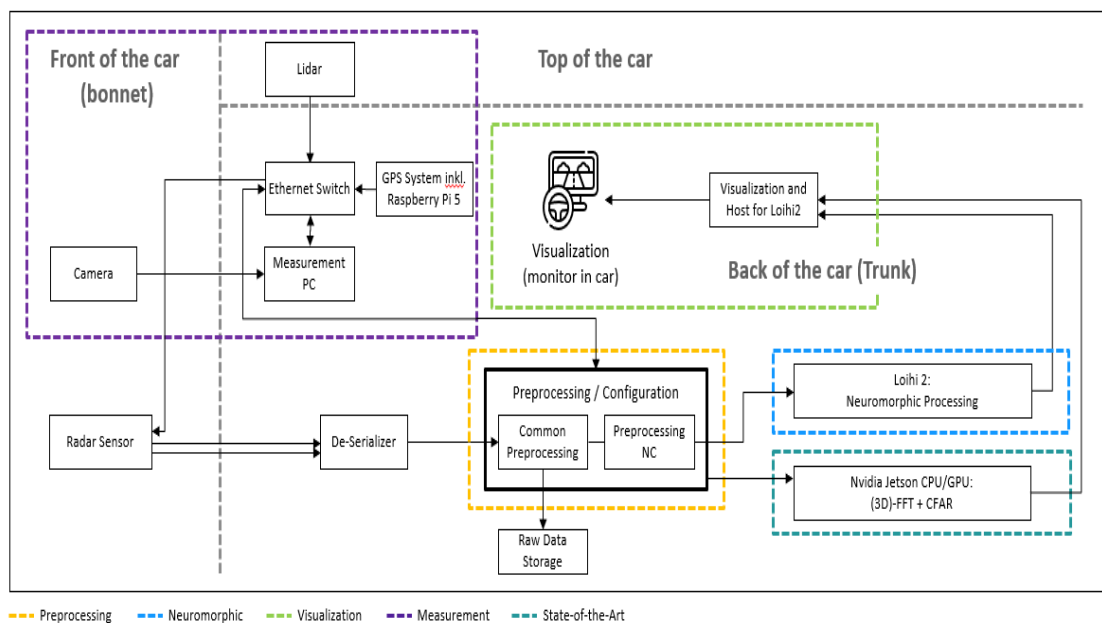 Front of the car
(bonnet)
Top of the car
Lidar
Ethernet Switch
GPS System inkl.
Raspberry Pi 5
Camera
Measurement
PC
Visualization
(monitor in car)
Visualization and
Host for Loihi2
Back of the car (Trunk)
Radar Sensor
De-Serializer
Preprocessing / Configuration
Common
Preprocessing
Preprocessing
NC
Raw Data
Storage
Loihi 2:
Neuromorphic Processing
Nvidia Jetson CPU/GPU:
(3D)-FFT + CFAR
Preprocessing
Neuromorphic
Visualization
Measurement
State-of-the-Art